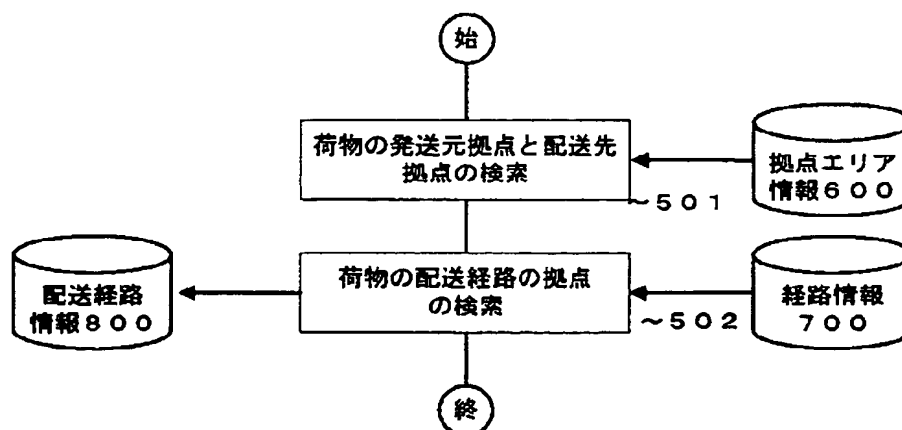 始
荷物の発送元拠点と配送先
拠点の検索
拠点エリア
情報600
~501
配送経路
情報800
荷物の配送経路の拠点
の検索
経路情報
700
~502
終